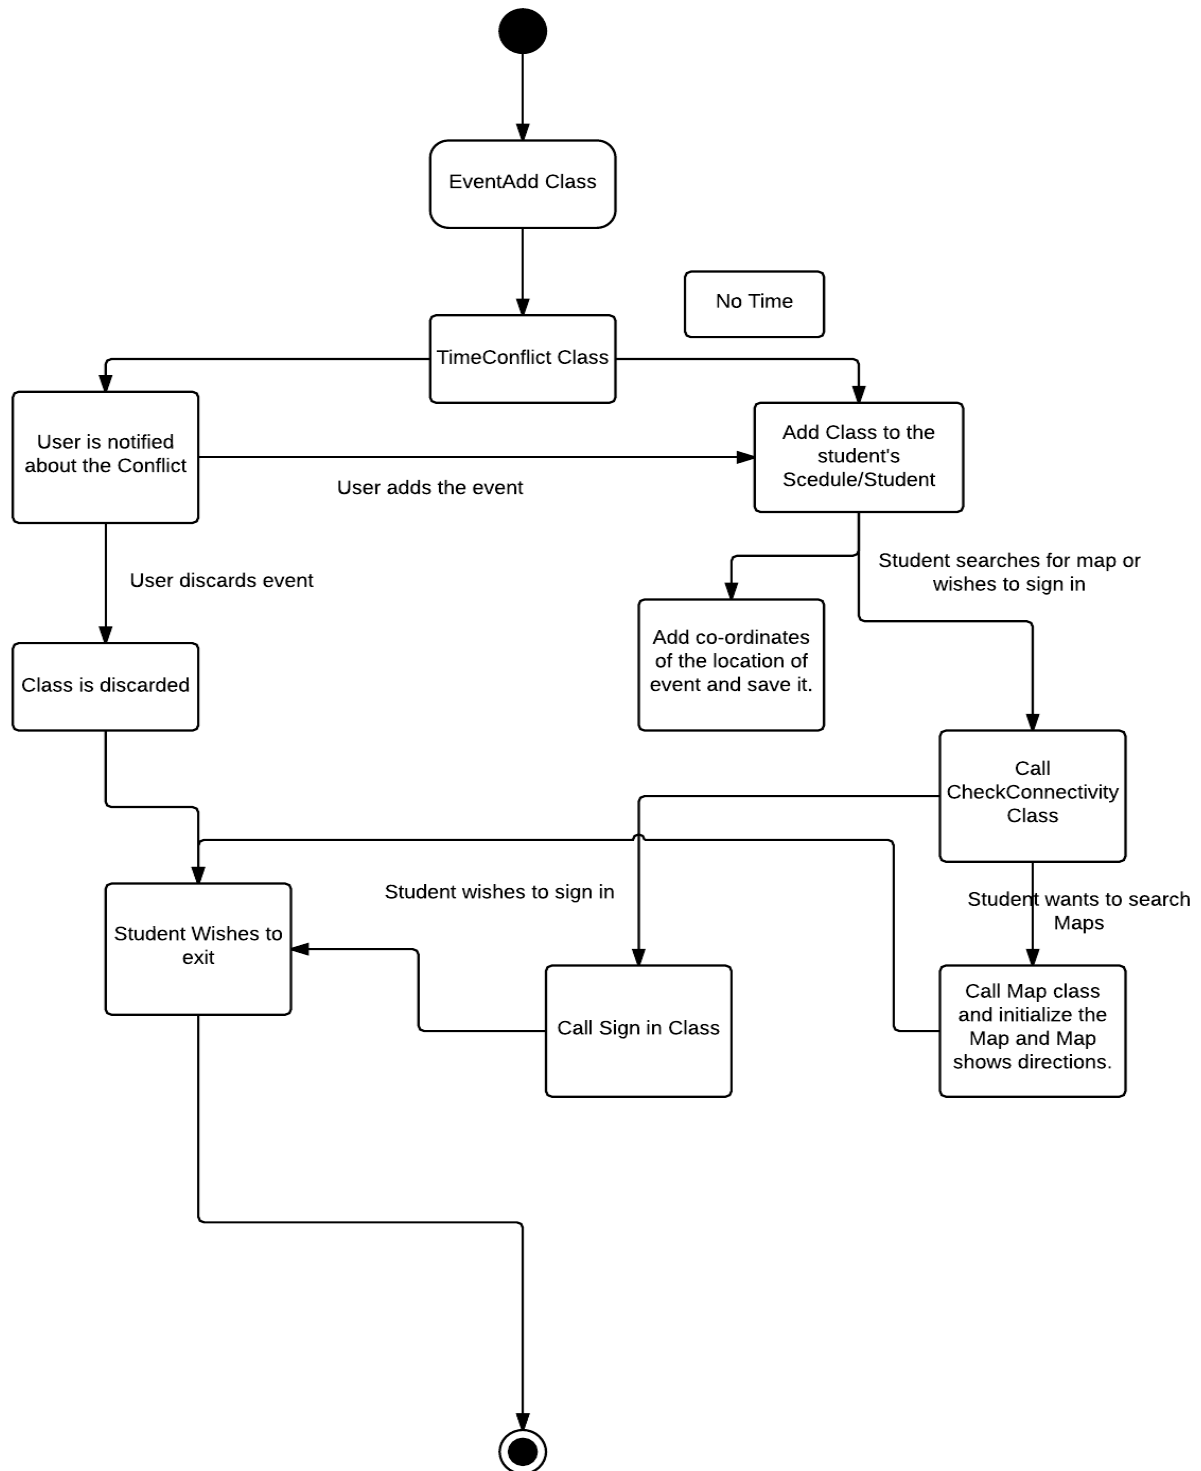 EventAdd Class
No Time
TimeConflict Class
User is notified
about the Conflict
Add Class to the
student's
Scedule/Student
User adds the event
User discards event
Student searches for map or
wishes to sign in
Class is discarded
Add co-ordinates
of the location of
event and save it.
Call
CheckConnectivity
Class
Student wishes to sign in
Student wants to search
Maps
Student Wishes to
exit
Call Sign in Class
Call Map class
and initialize the
Map and Map
shows directions.